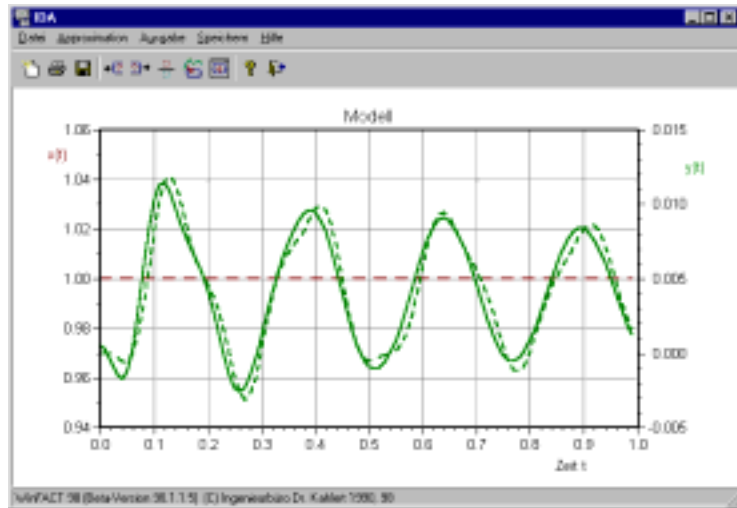 IDA
Datei Approximation Ausgabe Speichern Hilfe
Modell
1.06
1.04
1.02
1.00
0.98
0.96
0.94
u(t)
0.015
0.010
0.005
0.000
-0.005
y(t)
0.0 0.1 0.2 0.3 0.4 0.5 0.6 0.7 0.8 0.9 1.0
Zeit t
WinFACT 98 (Beta-Version 98.1.1.5) (C) Ingenieurbüro Dr. Kahlert 1990, 98